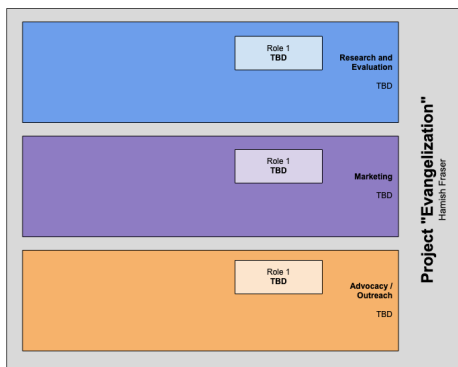 Role 1
TBD
Research and
Evaluation
TBD
Role 1
TBD
Marketing
TBD
Role 1
TBD
Advocacy /
Outreach
TBD
Project "Evangelization"
Hamish Fraser